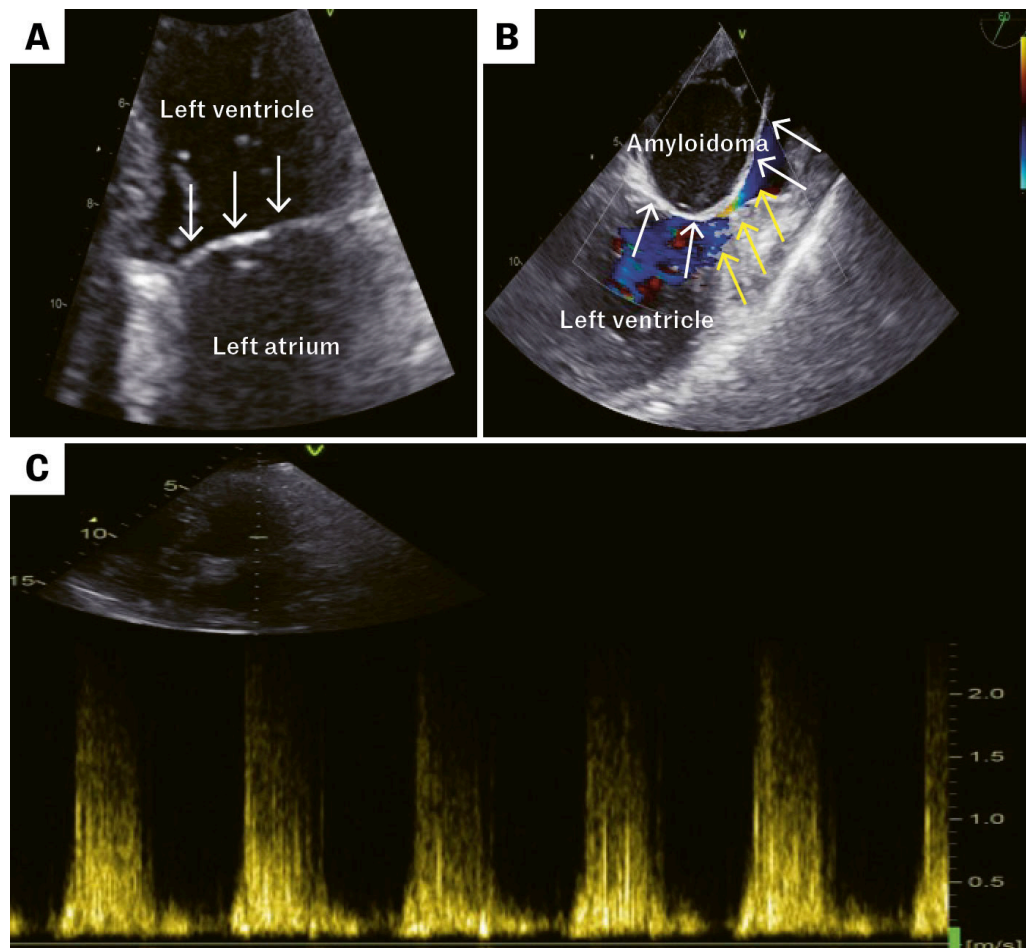 A
6-
Left ventricle
8-
10-
Left atrium
B
V
60
5
Amyloidoma
10-
Left ventricle
C
V
5-
10-
15-
2.0
1.5
1.0
0.5
[m/s]